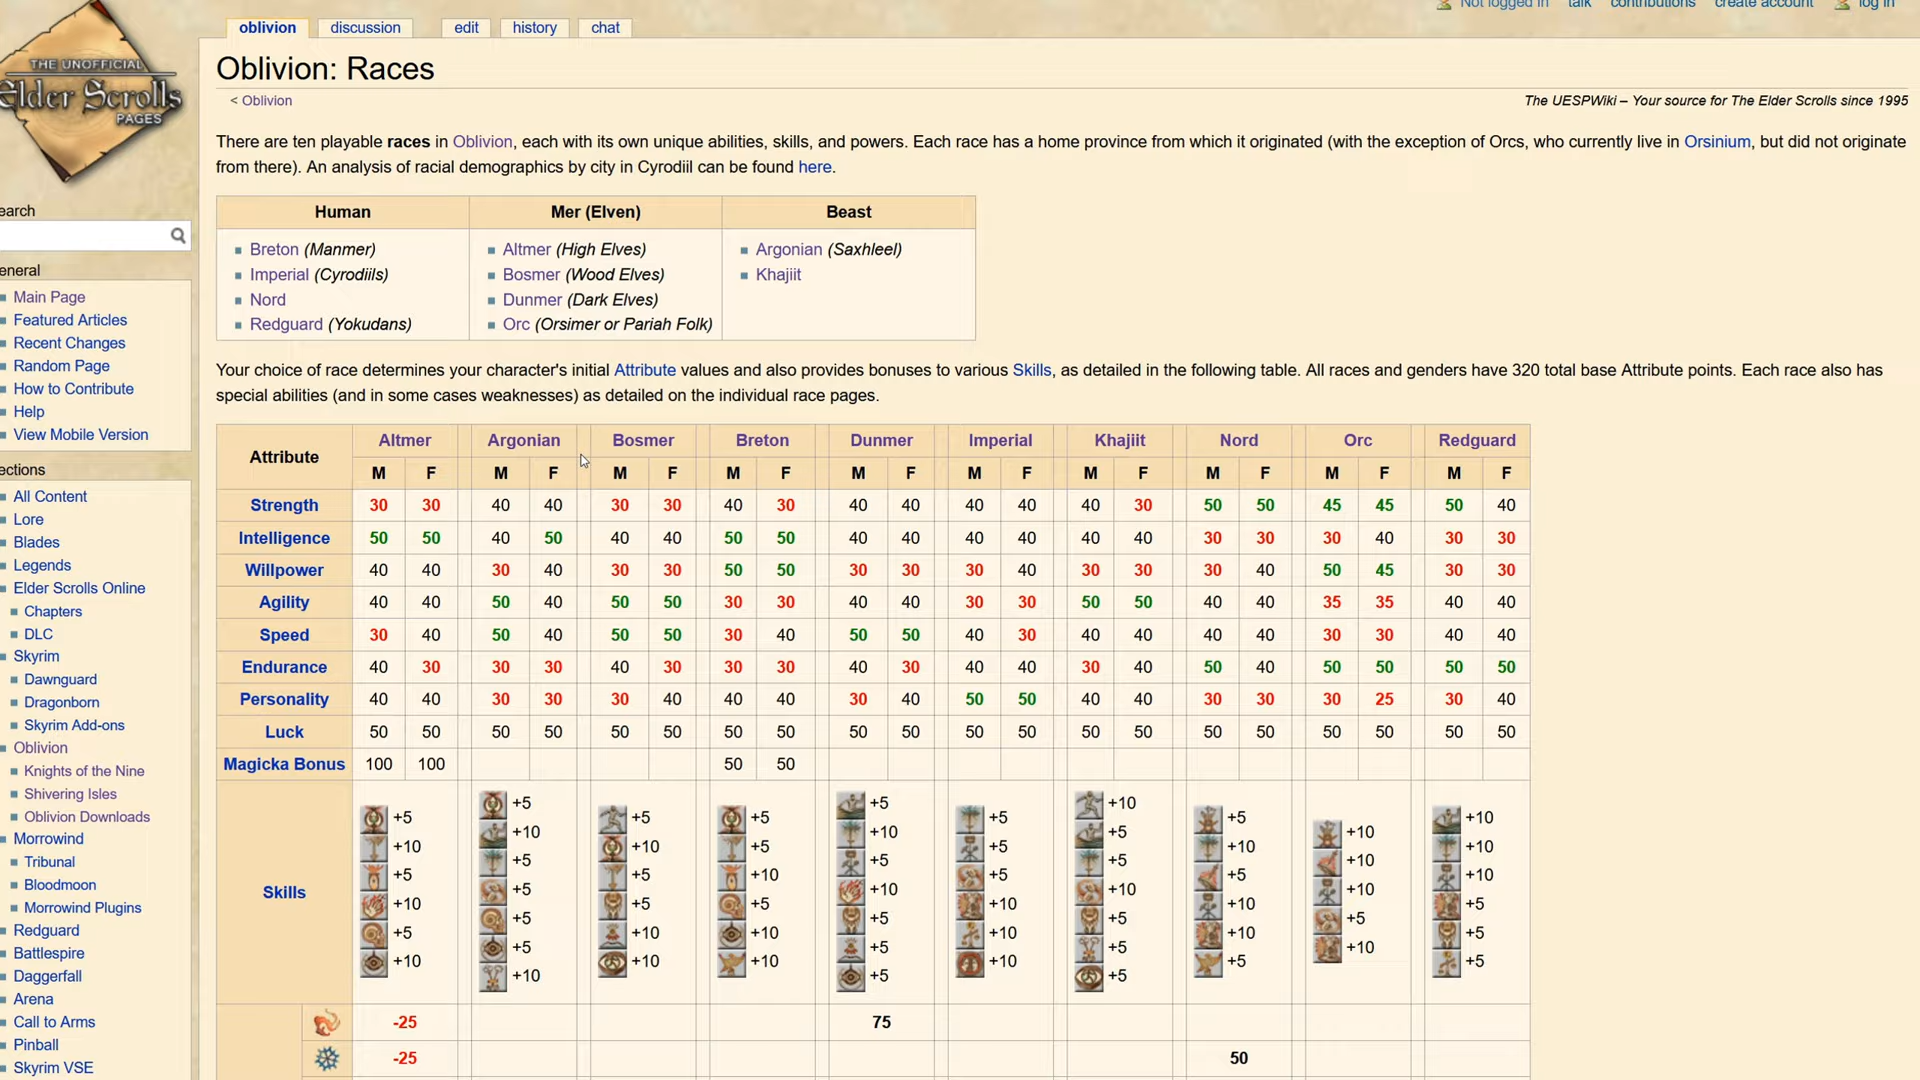 Not logged in talk contributions create account log in
oblivion discussion edit history chat
THE UNOFFICIAL
Elder Scrolls
PAGES
Oblivion: Races
< Oblivion
The UESPWiki – Your source for The Elder Scrolls since 1995
There are ten playable races in Oblivion, each with its own unique abilities, skills, and powers. Each race has a home province from which it originated (with the exception of Orcs, who currently live in Orsinium, but did not originate
from there). An analysis of racial demographics by city in Cyrodiil can be found here.
Human Mer (Elven) Beast
Breton (Manmer) Altmer (High Elves) Argonian (Saxhleel)
Imperial (Cyrodiils) Bosmer (Wood Elves) Khajiit
Nord Dunmer (Dark Elves)
Redguard (Yokudans) Orc (Orsimer or Pariah Folk)
Your choice of race determines your character's initial Attribute values and also provides bonuses to various Skills, as detailed in the following table. All races and genders have 320 total base Attribute points. Each race also has
special abilities (and in some cases weaknesses) as detailed on the individual race pages.
Attribute Altmer Argonian Bosmer Breton Dunmer Imperial Khajiit Nord Orc Redguard
M F M F M F M F M F M F M F M F M F M F
Strength 30 30 40 40 30 30 40 30 40 40 40 40 40 30 50 50 45 45 50 40
Intelligence 50 50 40 50 40 40 50 50 40 40 40 40 40 40 30 30 30 40 30 30
Willpower 40 40 30 40 30 30 50 50 30 30 30 40 30 30 30 40 50 45 30 30
Agility 40 40 50 40 50 50 30 30 40 40 30 30 50 50 40 40 35 35 40 40
Speed 30 40 50 40 50 50 30 40 50 50 40 30 40 40 40 40 30 30 40 40
Endurance 40 30 30 30 40 30 30 30 40 30 40 40 30 40 50 40 50 50 50 50
Personality 40 40 30 30 30 40 40 40 30 40 50 50 40 40 30 30 30 25 30 40
Luck 50 50 50 50 50 50 50 50 50 50 50 50 50 50 50 50 50 50 50 50
Magicka Bonus 100 100 50 50
Skills
+5 +10 +5 +10 +5 +10
+5 +10 +5 +5 +5 +5 +10
+5 +10 +5 +5 +10 +10
+5 +5 +10 +5 +10 +10
+5 +10 +5 +10 +5 +5 +5
+5 +5 +5 +10 +10 +10
+10 +5 +5 +10 +5 +5 +5
+5 +10 +5 +10 +10 +5
+10 +10 +10 +5 +10
+10 +10 +10 +5 +5 +5
-25 75
-25 50
earch
eneral
Main Page
Featured Articles
Recent Changes
Random Page
How to Contribute
Help
View Mobile Version
ections
All Content
Lore
Blades
Legends
Elder Scrolls Online
Chapters
DLC
Skyrim
Dawnguard
Dragonborn
Skyrim Add-ons
Oblivion
Knights of the Nine
Shivering Isles
Oblivion Downloads
Morrowind
Tribunal
Bloodmoon
Morrowind Plugins
Redguard
Battlespire
Daggerfall
Arena
Call to Arms
Pinball
Skyrim VSE